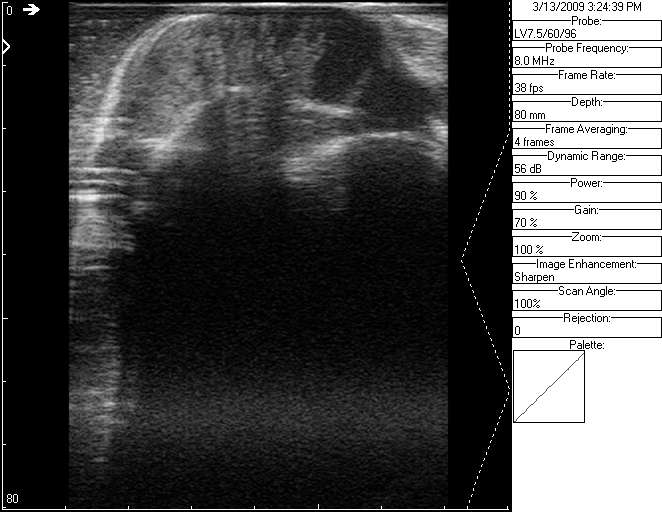 0
80
3/13/2009 3:24:39 PM
Probe:
LV7.5/60/96
Probe Frequency:
8.0 MHz
Frame Rate:
38 fps
Depth:
80 mm
Frame Averaging:
4 frames
Dynamic Range:
56 dB
Power:
90 %
Gain:
70 %
Zoom:
100 %
Image Enhancement:
Sharpen
Scan Angle:
100%
Rejection:
0
Palette: